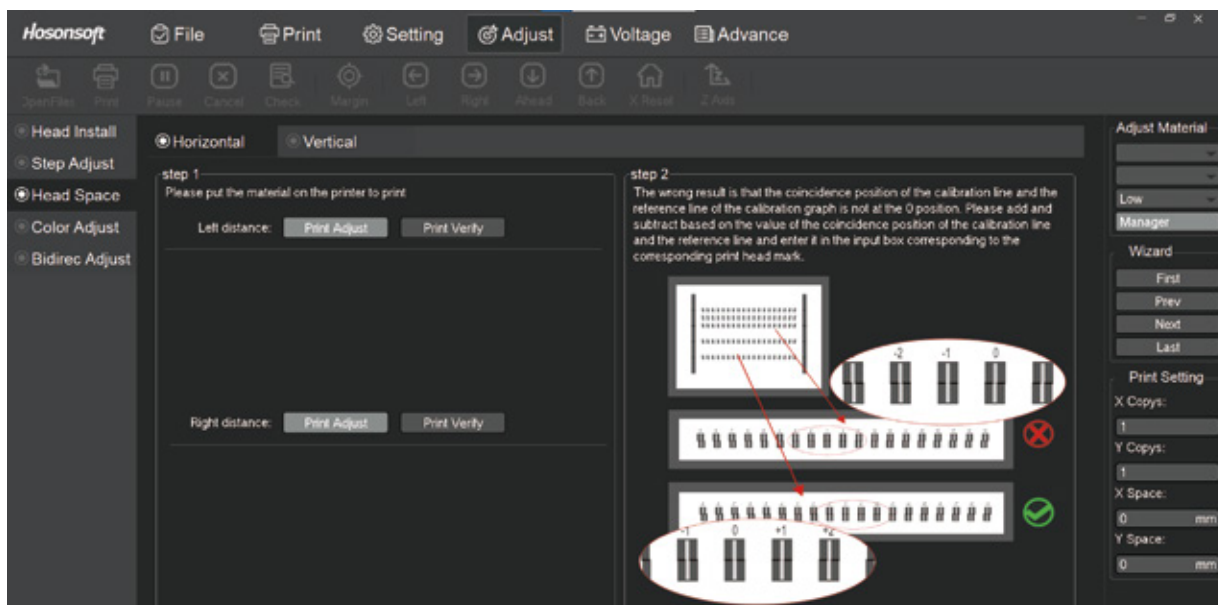 Hosonsoft
File Print Setting Adjust Voltage Advance
OpenFiles Print Pause Cancel Check Margin Left Right Ahead Back X Reset Z Axis
Head Install
Step Adjust
Head Space
Color Adjust
Bidirec Adjust
Horizontal Vertical
step 1
Please put the material on the printer to print
Left distance: Print Adjust Print Verify
Right distance: Print Adjust Print Verify
step 2
The wrong result is that the coincidence position of the calibration line and the
reference line of the calibration graph is not at the 0 position. Please add and
subtract based on the value of the coincidence position of the calibration line
and the reference line and enter it in the input box corresponding to the
corresponding print head mark.
-2 -1 0
-1 0 +1 +2
Adjust Material
Low
Manager
Wizard
First
Prev
Next
Last
Print Setting
X Copys:
1
Y Copys:
1
X Space:
0 mm
Y Space:
0 mm